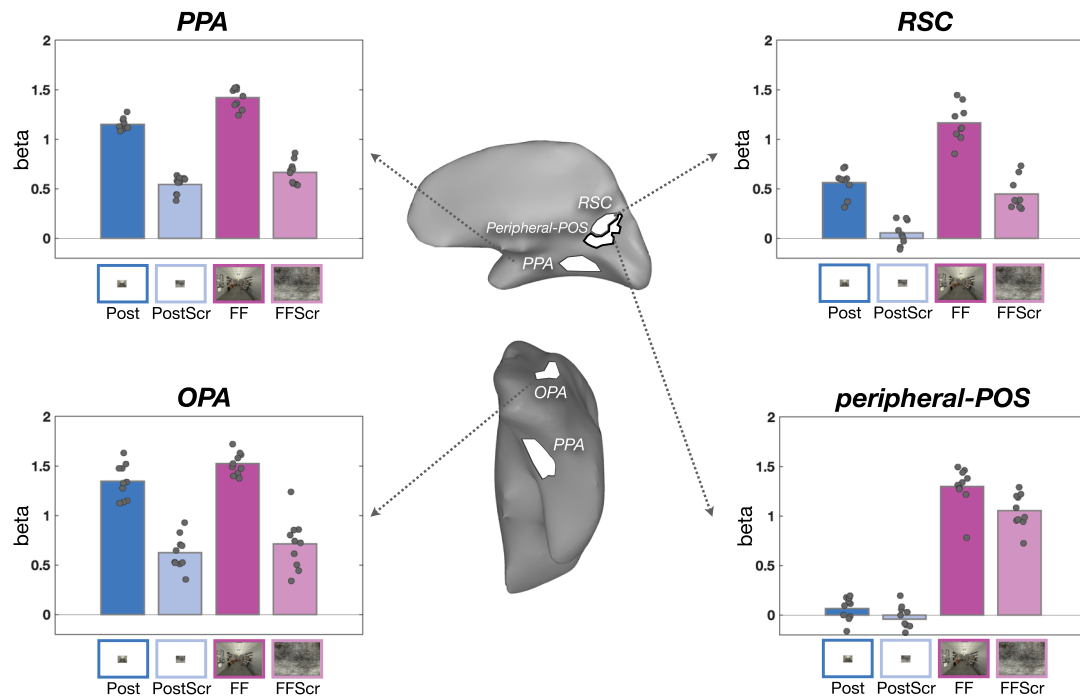 PPA
2
1.5
1
0.5
0
beta
Post PostScr FF FFScr
RSC
2
1.5
1
0.5
0
beta
Post PostScr FF FFScr
RSC
Peripheral-POS
PPA
OPA
PPA
OPA
2
1.5
1
0.5
0
beta
Post PostScr FF FFScr
peripheral-POS
2
1.5
1
0.5
0
beta
Post PostScr FF FFScr